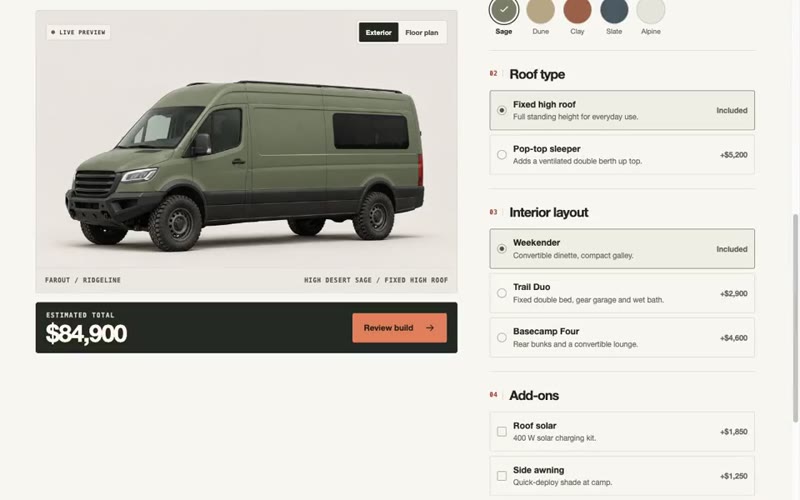 LIVE PREVIEW
Exterior
Floor plan
FAROUT / RIDGELINE
HIGH DESERT SAGE / FIXED HIGH ROOF
ESTIMATED TOTAL
$84,900
Review build →
Sage
Dune
Clay
Slate
Alpine
02 Roof type
Fixed high roof
Full standing height for everyday use.
Included
Pop-top sleeper
Adds a ventilated double berth up top.
+$5,200
03 Interior layout
Weekender
Convertible dinette, compact galley.
Included
Trail Duo
Fixed double bed, gear garage and wet bath.
+$2,900
Basecamp Four
Rear bunks and a convertible lounge.
+$4,600
04 Add-ons
Roof solar
400 W solar charging kit.
+$1,850
Side awning
Quick-deploy shade at camp.
+$1,250